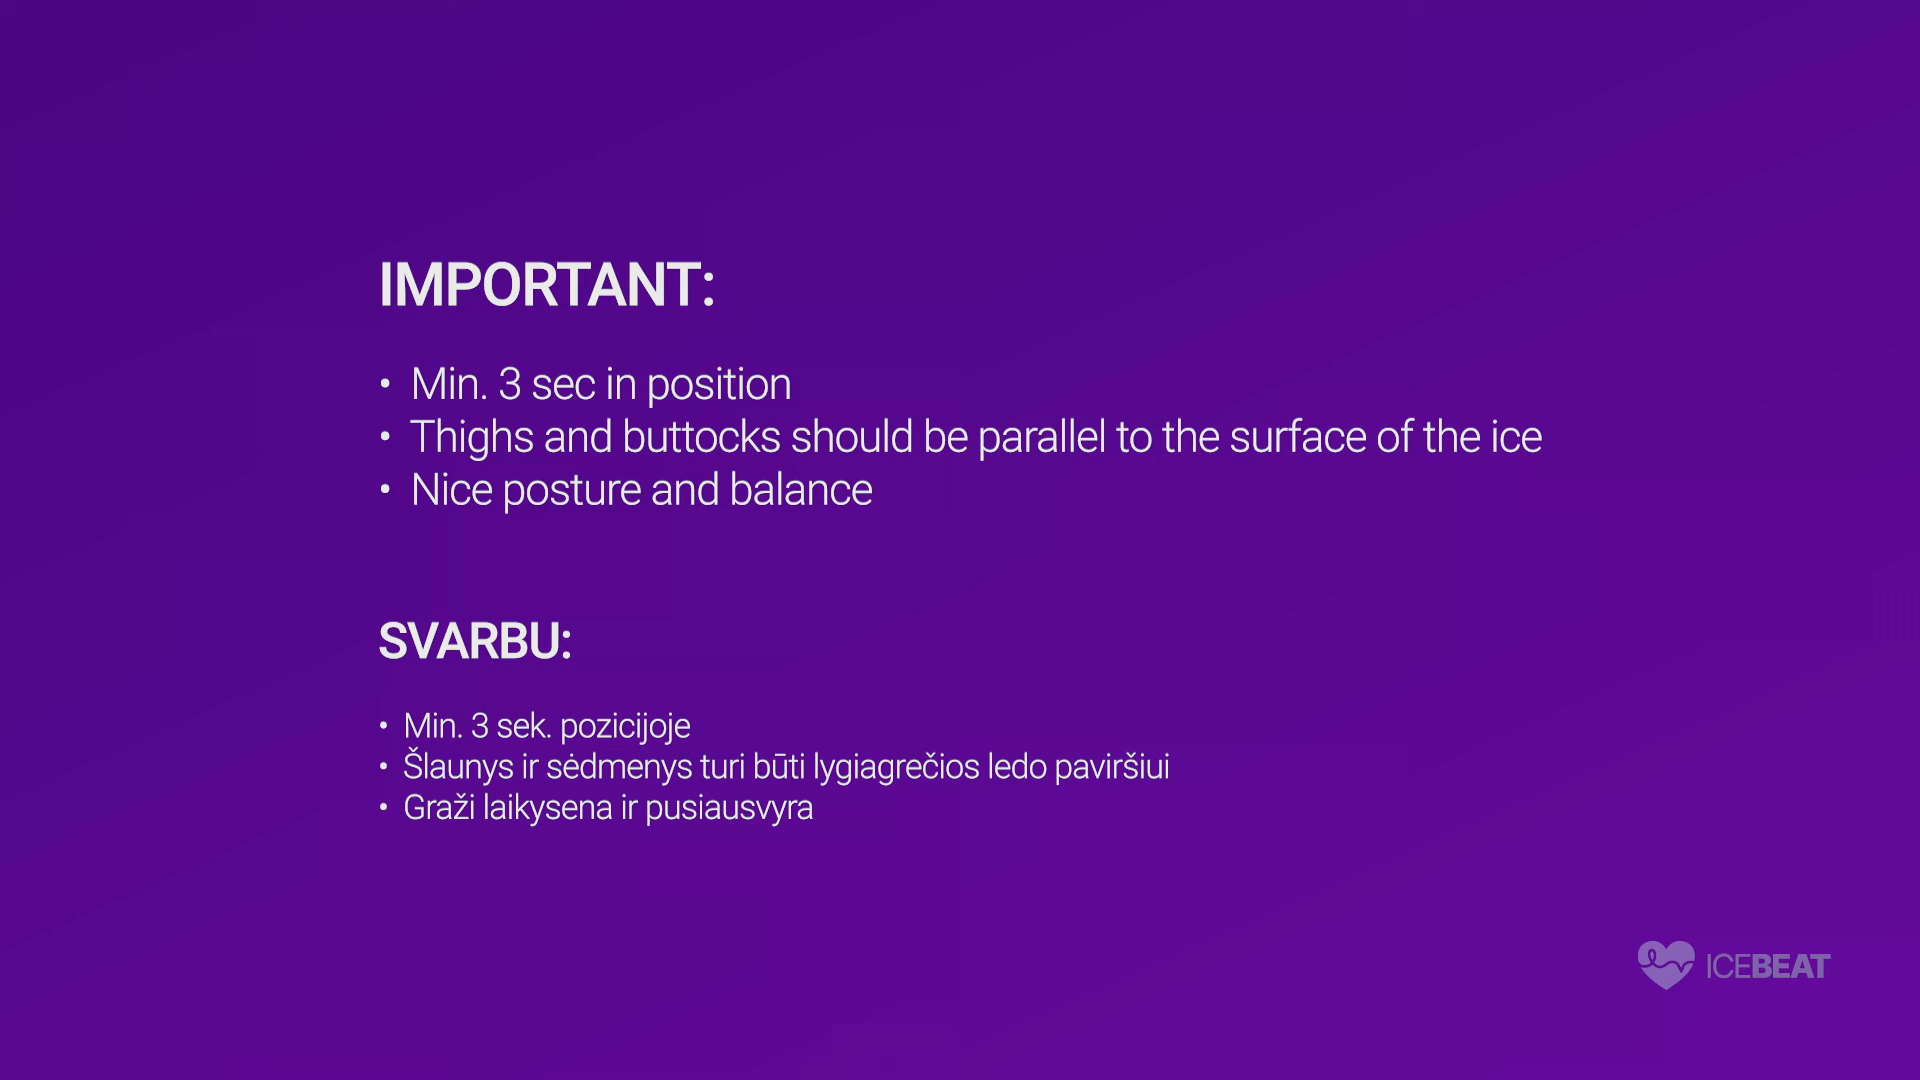 IMPORTANT:
• Min. 3 sec in position
• Thighs and buttocks should be parallel to the surface of the ice
• Nice posture and balance
SVARBU:
• Min. 3 sek. pozicijoje
• Šlaunys ir sėdmenys turi būti lygiagrečios ledo paviršiui
• Graži laikysena ir pusiausvyra
ICEBEAT